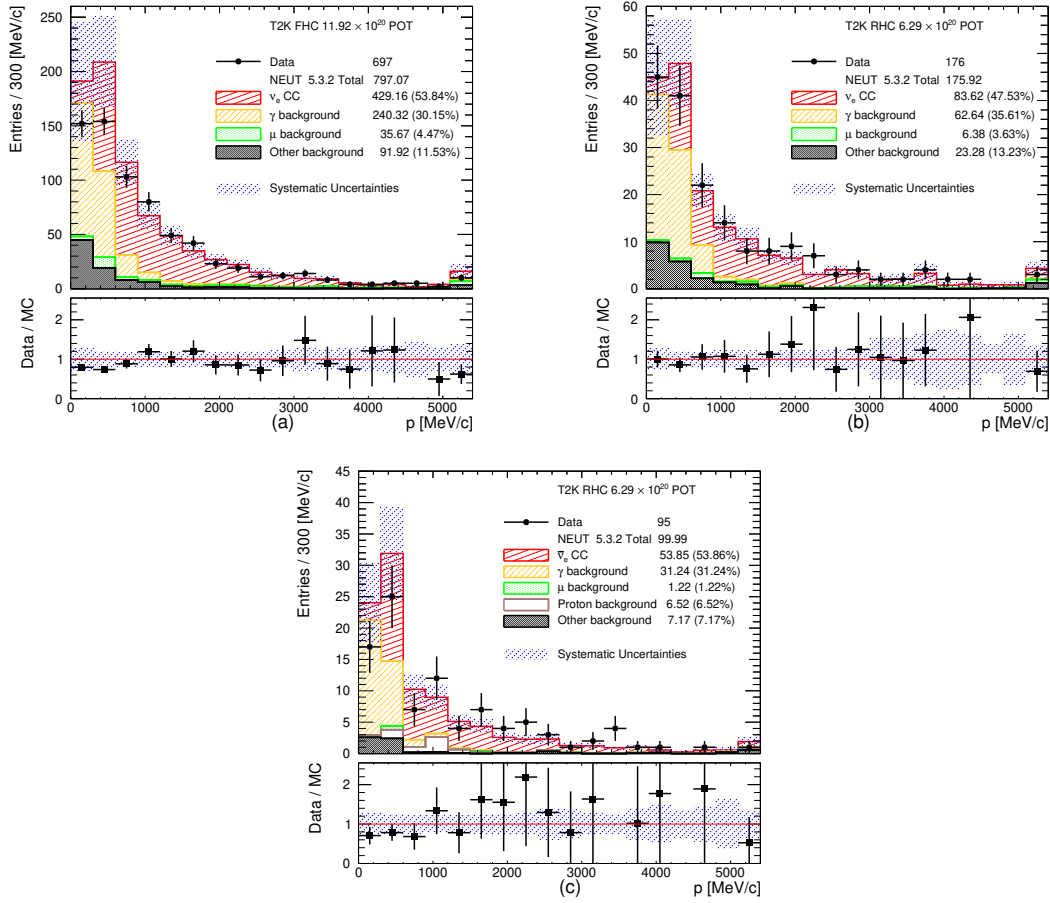 T2K FHC 11.92 × 10²⁰ POT
Entries / 300 [MeV/c]
Data 697
NEUT 5.3.2 Total 797.07
νₑ CC 429.16 (53.84%)
γ background 240.32 (30.15%)
μ background 35.67 (4.47%)
Other background 91.92 (11.53%)
Systematic Uncertainties
250
200
150
100
50
0
Data / MC
2
1
0
0 1000 2000 3000 4000 5000
p [MeV/c]
(a)
T2K RHC 6.29 × 10²⁰ POT
Entries / 300 [MeV/c]
Data 176
NEUT 5.3.2 Total 175.92
νₑ CC 83.62 (47.53%)
γ background 62.64 (35.61%)
μ background 6.38 (3.63%)
Other background 23.28 (13.23%)
Systematic Uncertainties
60
50
40
30
20
10
0
Data / MC
2
1
0
0 1000 2000 3000 4000 5000
p [MeV/c]
(b)
T2K RHC 6.29 × 10²⁰ POT
Entries / 300 [MeV/c]
Data 95
NEUT 5.3.2 Total 99.99
ν̅ₑ CC 53.85 (53.86%)
γ background 31.24 (31.24%)
μ background 1.22 (1.22%)
Proton background 6.52 (6.52%)
Other background 7.17 (7.17%)
Systematic Uncertainties
45
40
35
30
25
20
15
10
5
0
Data / MC
2
1
0
0 1000 2000 3000 4000 5000
p [MeV/c]
(c)